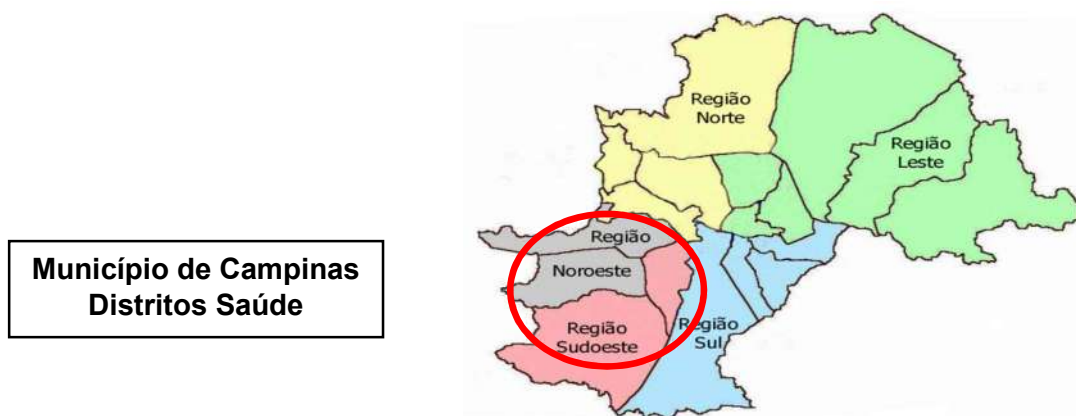 Região
Norte
Região
Leste
Região
Noroeste
Região
Sudoeste
Região
Sul
Município de Campinas
Distritos Saúde